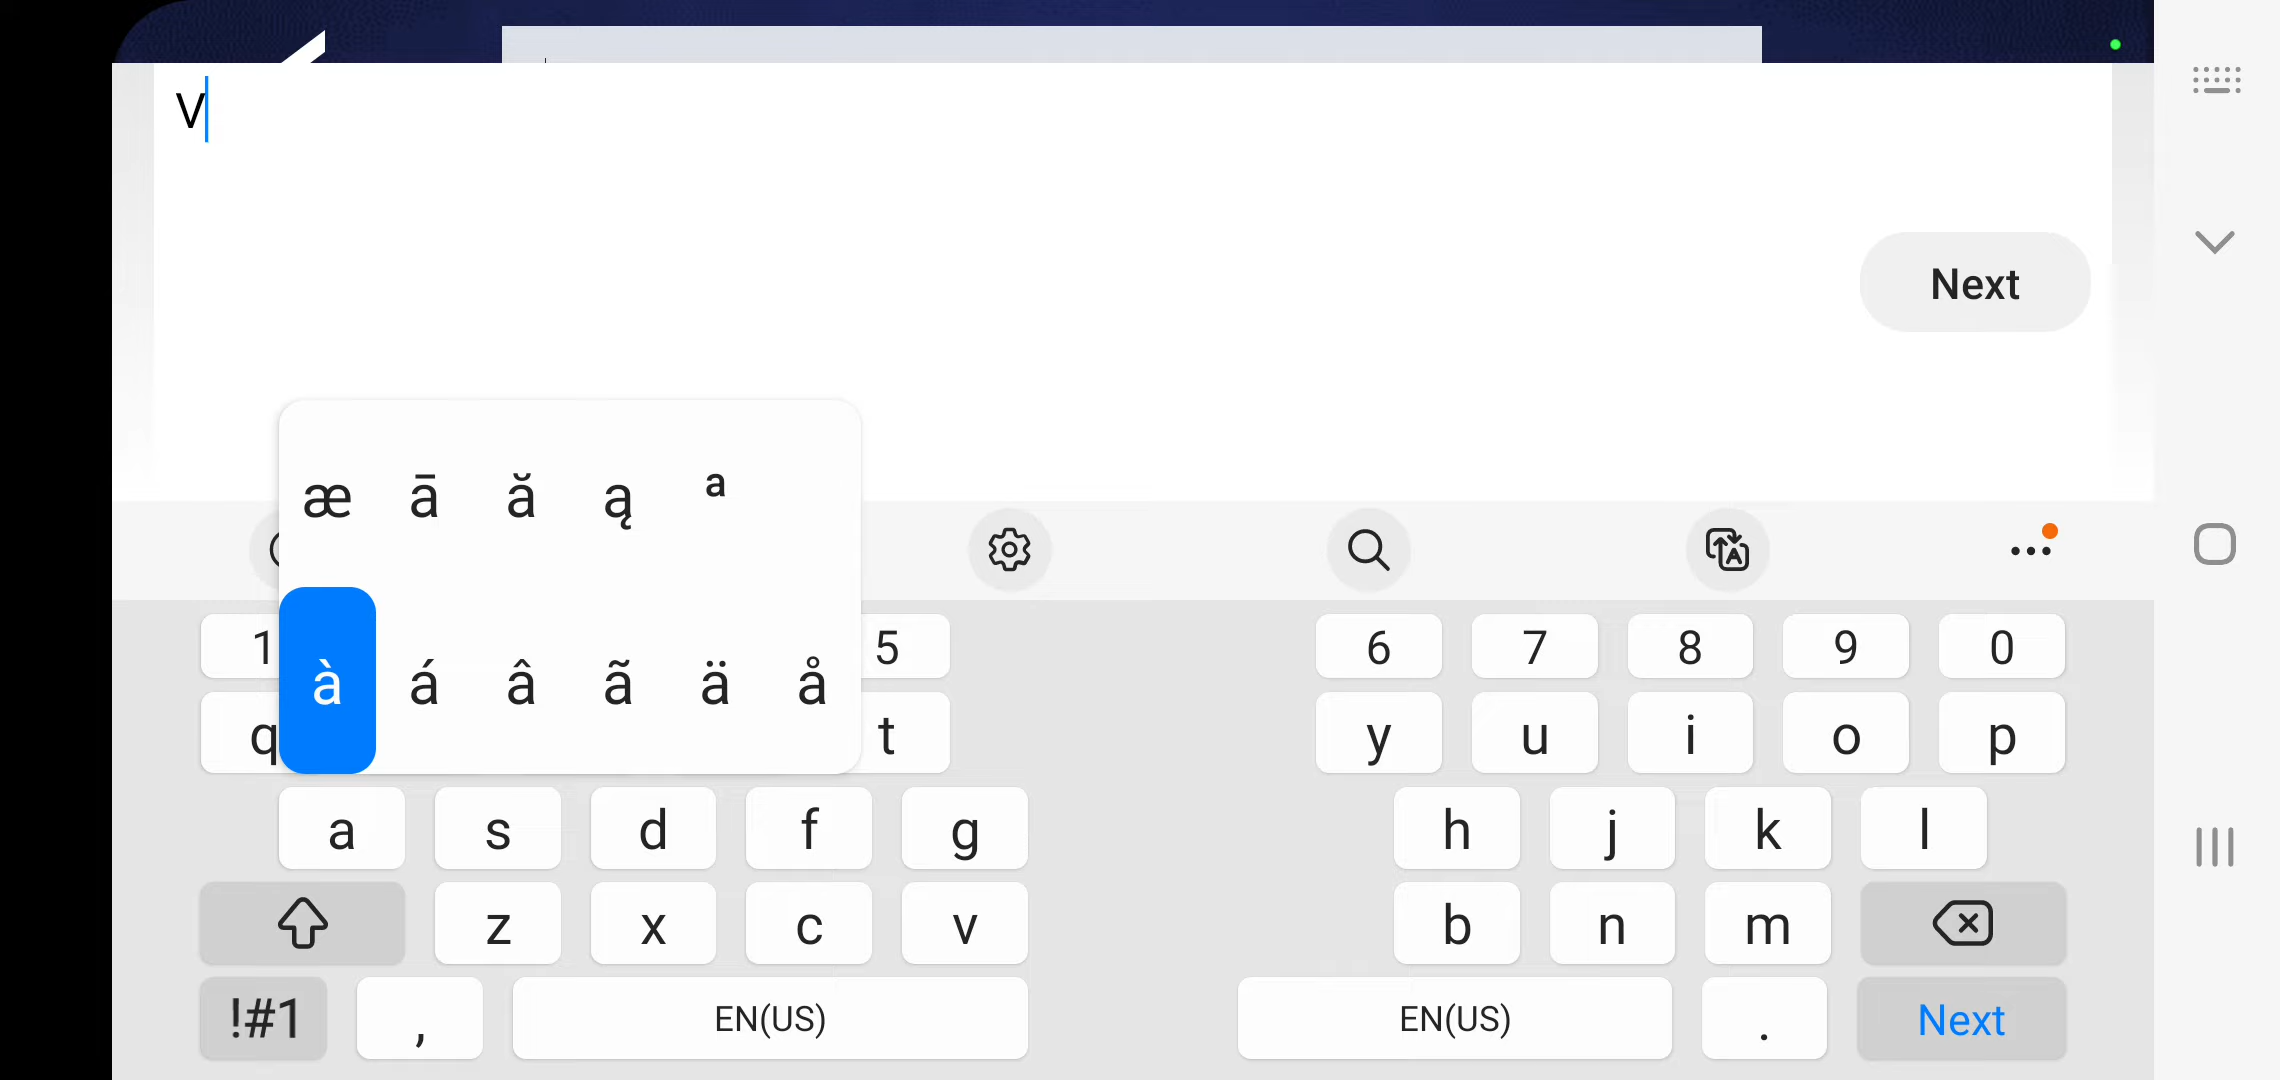 V
Next
æ ā ă ą ª
à á â ã ä å
1 5 6 7 8 9 0
q t y u i o p
a s d f g h j k l
z x c v b n m
!#1 , EN(US) EN(US) . Next